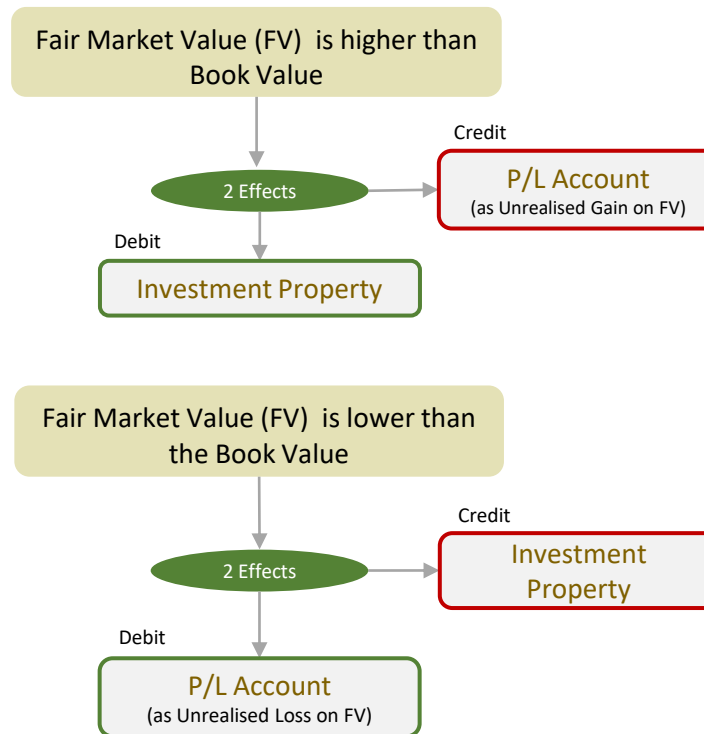 Fair Market Value (FV)  is higher than
Book Value
Credit
2 Effects
P/L Account
(as Unrealised Gain on FV)
Debit
Investment Property
Fair Market Value (FV)  is lower than
the Book Value
Credit
2 Effects
Investment
Property
Debit
P/L Account
(as Unrealised Loss on FV)